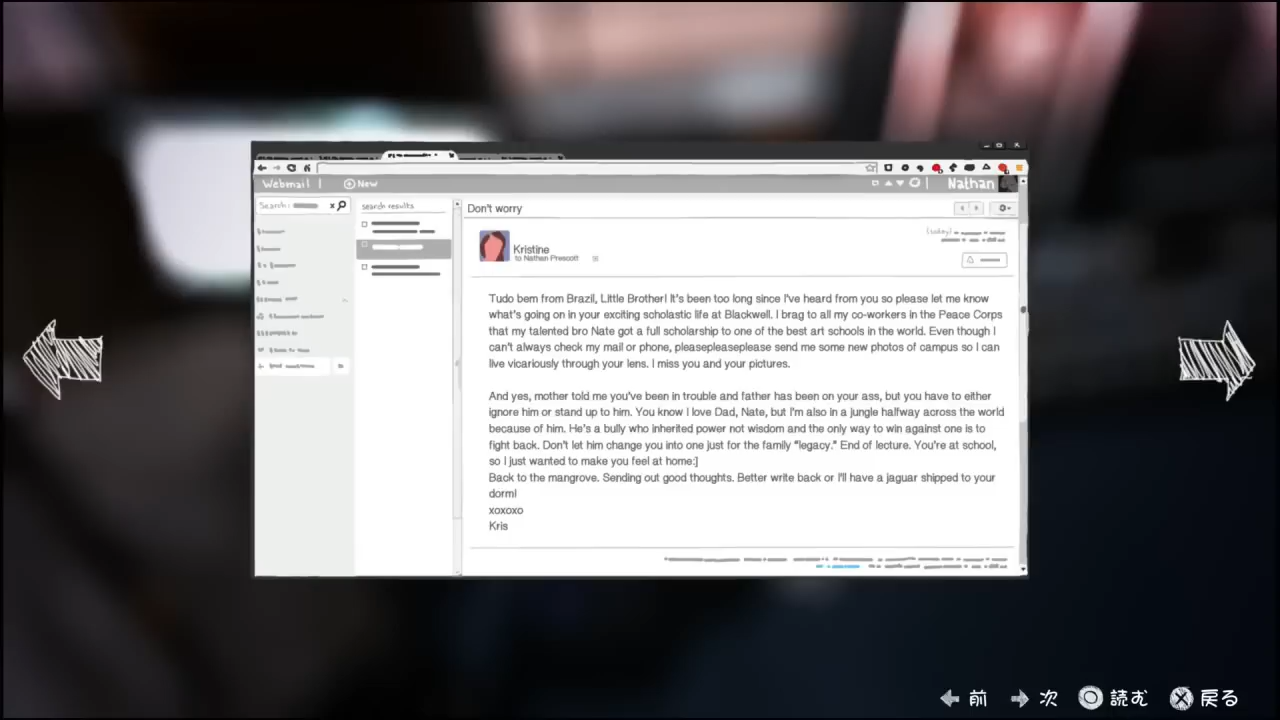 Webmail |
New
Nathan
Search:
search results
Don't worry
Kristine
to Nathan Prescott
(today)
Tudo bem from Brazil, Little Brother! It's been too long since I've heard from you so please let me know
what's going on in your exciting scholastic life at Blackwell. I brag to all my co-workers in the Peace Corps
that my talented bro Nate got a full scholarship to one of the best art schools in the world. Even though I
can't always check my mail or phone, pleasepleaseplease send me some new photos of campus so I can
live vicariously through your lens. I miss you and your pictures.
And yes, mother told me you've been in trouble and father has been on your ass, but you have to either
ignore him or stand up to him. You know I love Dad, Nate, but I'm also in a jungle halfway across the world
because of him. He's a bully who inherited power not wisdom and the only way to win against one is to
fight back. Don't let him change you into one just for the family "legacy." End of lecture. You're at school,
so I just wanted to make you feel at home:]
Back to the mangrove. Sending out good thoughts. Better write back or I'll have a jaguar shipped to your
dorm!
xoxoxo
Kris
前 次 読む 戻る